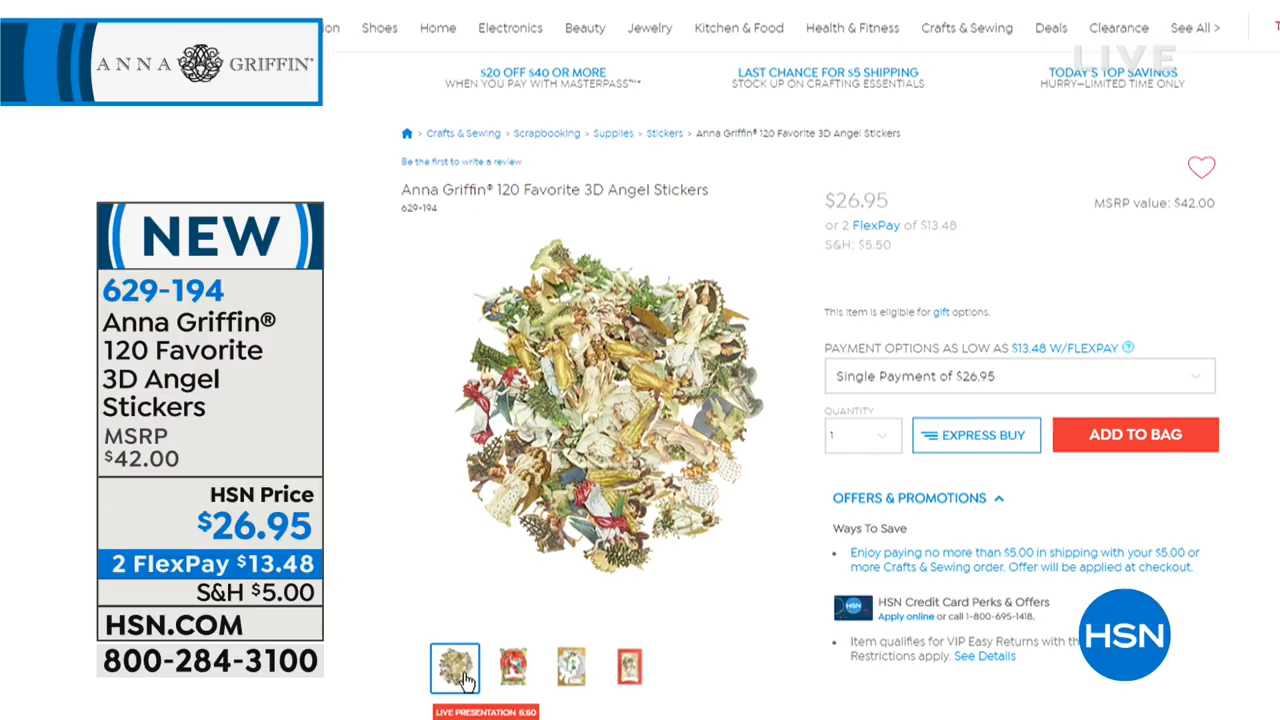 ANNA GRIFFIN®
Shoes Home Electronics Beauty Jewelry Kitchen & Food Health & Fitness Crafts & Sewing Deals Clearance See All >
LIVE
$20 OFF $40 OR MORE
WHEN YOU PAY WITH MASTERPASS™*
LAST CHANCE FOR $5 SHIPPING
STOCK UP ON CRAFTING ESSENTIALS
TODAY'S TOP SAVINGS
HURRY—LIMITED TIME ONLY
> Crafts & Sewing > Scrapbooking > Supplies > Stickers > Anna Griffin® 120 Favorite 3D Angel Stickers
Be the first to write a review
Anna Griffin® 120 Favorite 3D Angel Stickers
629-194
$26.95
MSRP value: $42.00
or 2 FlexPay of $13.48
S&H: $5.50
This item is eligible for gift options.
PAYMENT OPTIONS AS LOW AS $13.48 W/FLEXPAY ?
Single Payment of $26.95
QUANTITY
1
EXPRESS BUY
ADD TO BAG
OFFERS & PROMOTIONS
Ways To Save
• Enjoy paying no more than $5.00 in shipping with your $5.00 or
more Crafts & Sewing order. Offer will be applied at checkout.
HSN
HSN Credit Card Perks & Offers
Apply online or call 1-800-695-1418.
• Item qualifies for VIP Easy Returns with
Restrictions apply. See Details
HSN
LIVE PRESENTATION 5:50
NEW
629-194
Anna Griffin®
120 Favorite
3D Angel
Stickers
MSRP
$42.00
HSN Price
$26.95
2 FlexPay $13.48
S&H $5.00
HSN.COM
800-284-3100